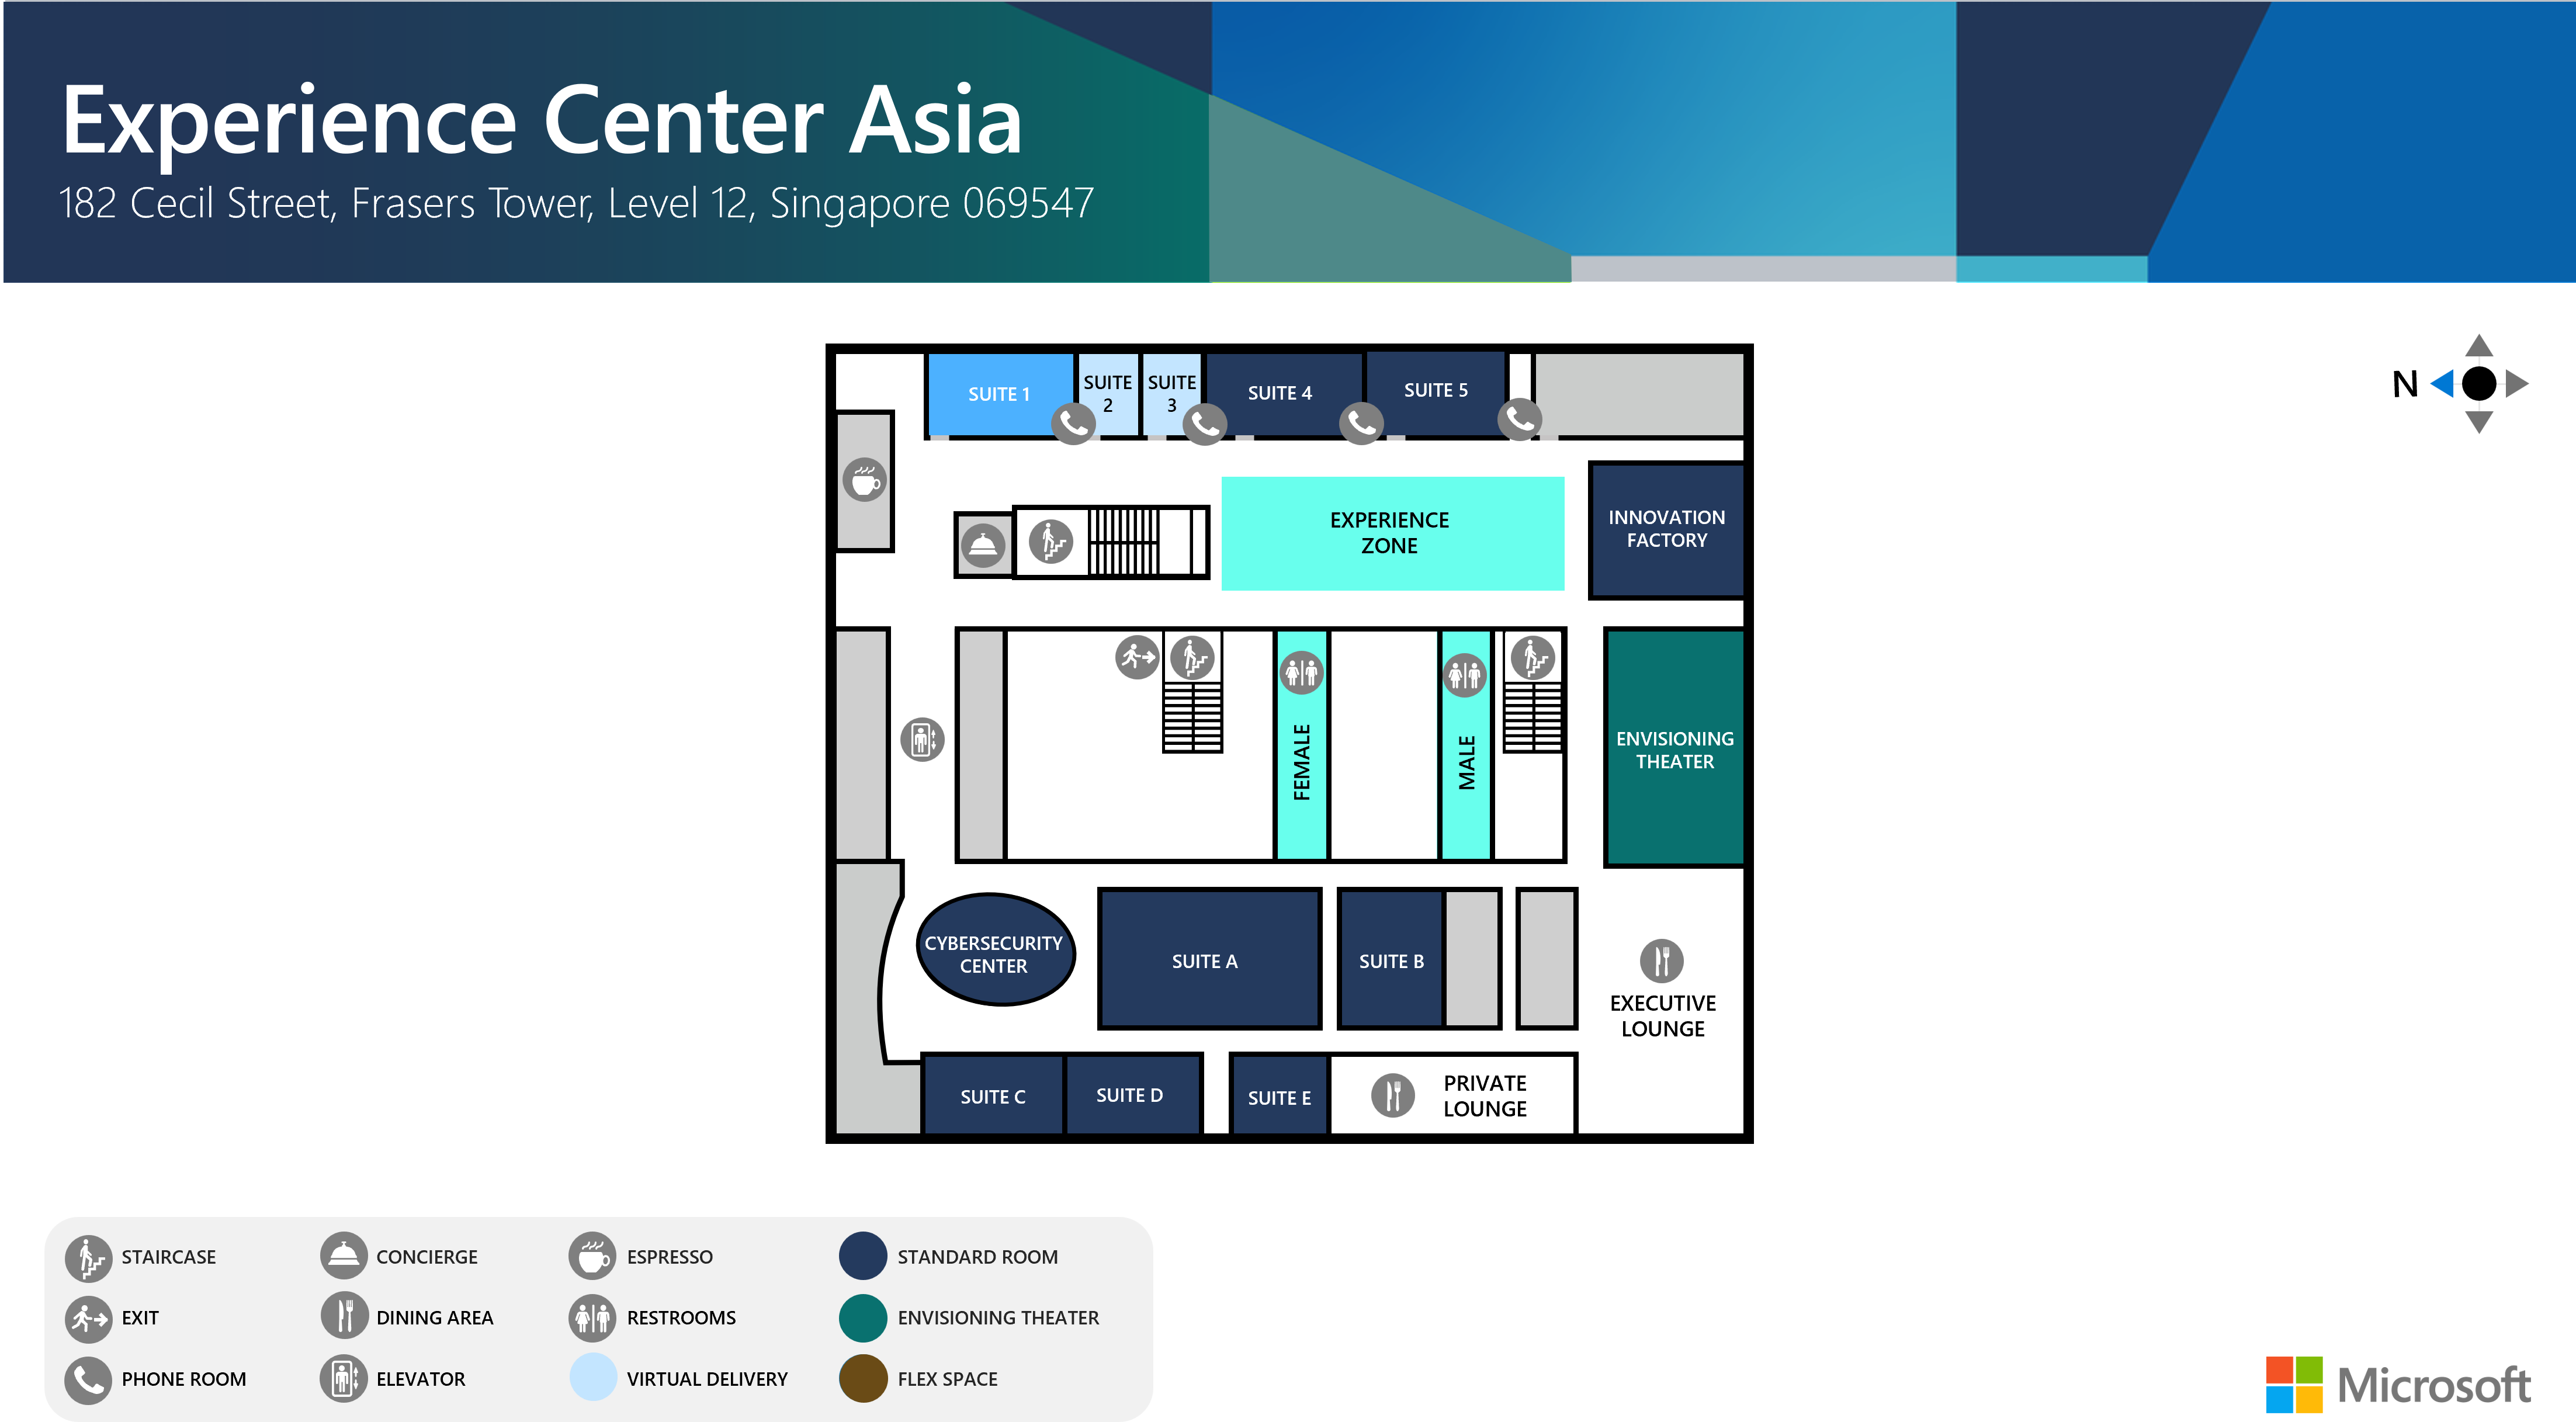 Experience Center Asia
182 Cecil Street, Frasers Tower, Level 12, Singapore 069547
N
SUITE 1
SUITE
2
SUITE
3
SUITE 4
SUITE 5
EXPERIENCE
ZONE
INNOVATION
FACTORY
FEMALE
MALE
ENVISIONING
THEATER
CYBERSECURITY
CENTER
SUITE A
SUITE B
EXECUTIVE
LOUNGE
SUITE C
SUITE D
SUITE E
PRIVATE
LOUNGE
STAIRCASE
CONCIERGE
ESPRESSO
STANDARD ROOM
EXIT
DINING AREA
RESTROOMS
ENVISIONING THEATER
PHONE ROOM
ELEVATOR
VIRTUAL DELIVERY
FLEX SPACE
Microsoft